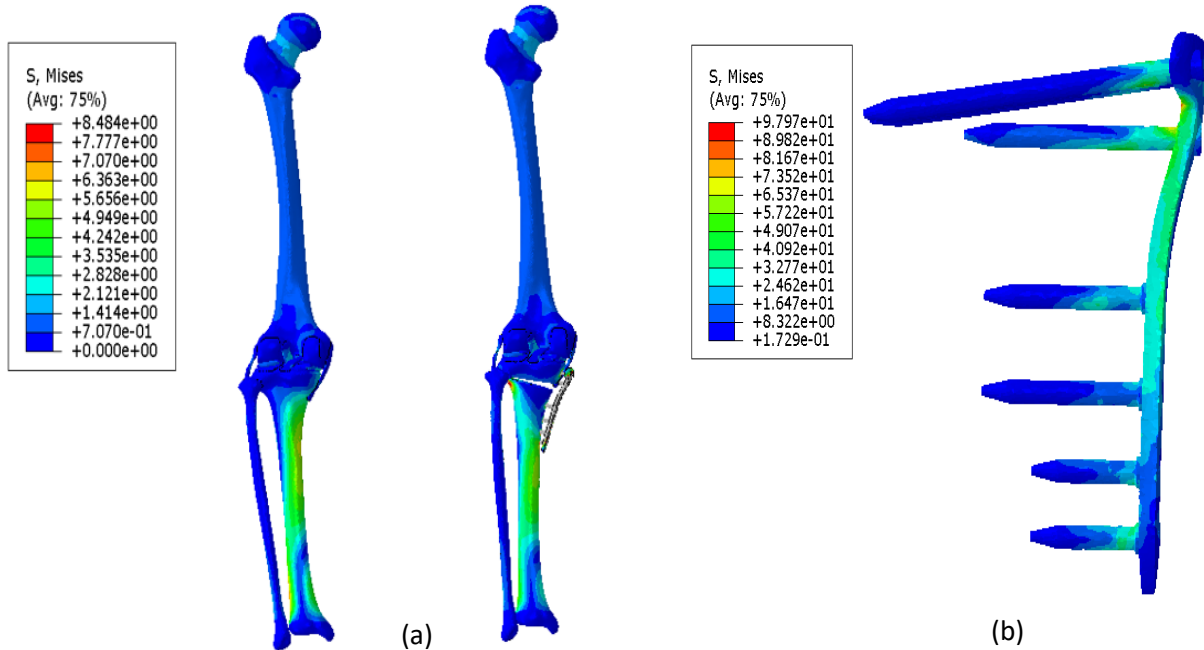 S, Mises
(Avg: 75%)
+8.484e+00
+7.777e+00
+7.070e+00
+6.363e+00
+5.656e+00
+4.949e+00
+4.242e+00
+3.535e+00
+2.828e+00
+2.121e+00
+1.414e+00
+7.070e-01
+0.000e+00
(a)
S, Mises
(Avg: 75%)
+9.797e+01
+8.982e+01
+8.167e+01
+7.352e+01
+6.537e+01
+5.722e+01
+4.907e+01
+4.092e+01
+3.277e+01
+2.462e+01
+1.647e+01
+8.322e+00
+1.729e-01
(b)